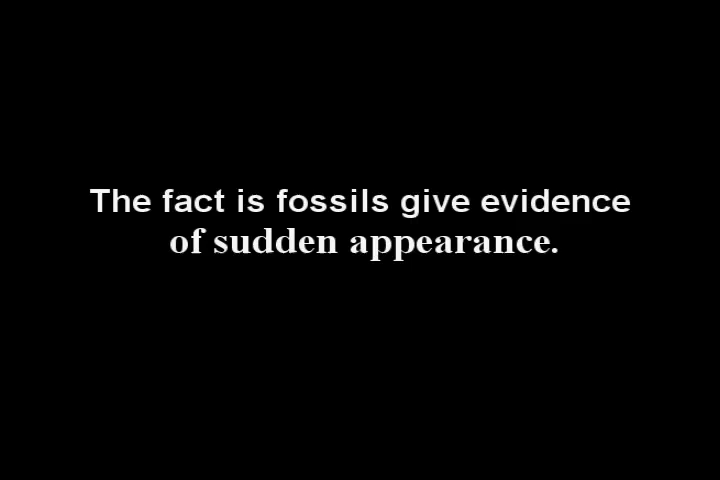 The fact is fossils give evidence
of sudden appearance.